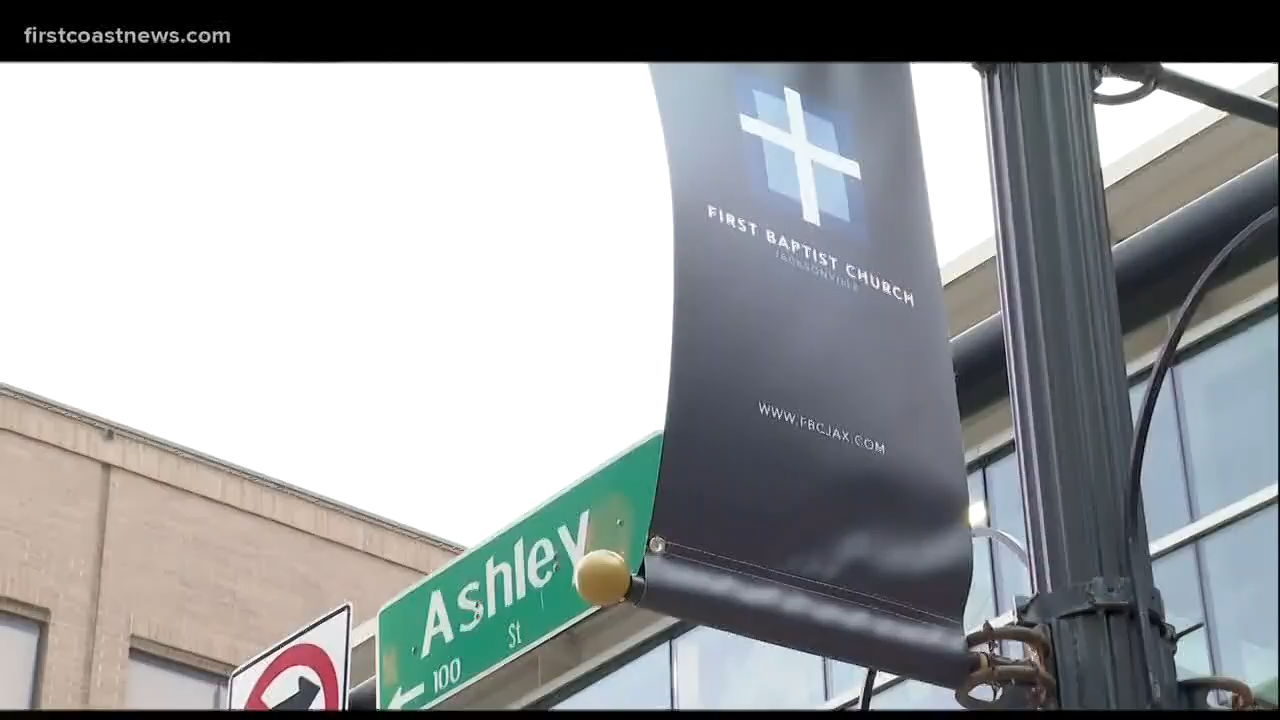 firstcoastnews.com
FIRST BAPTIST CHURCH
JACKSONVILLE
WWW.FBCJAX.COM
Ashley
St
100